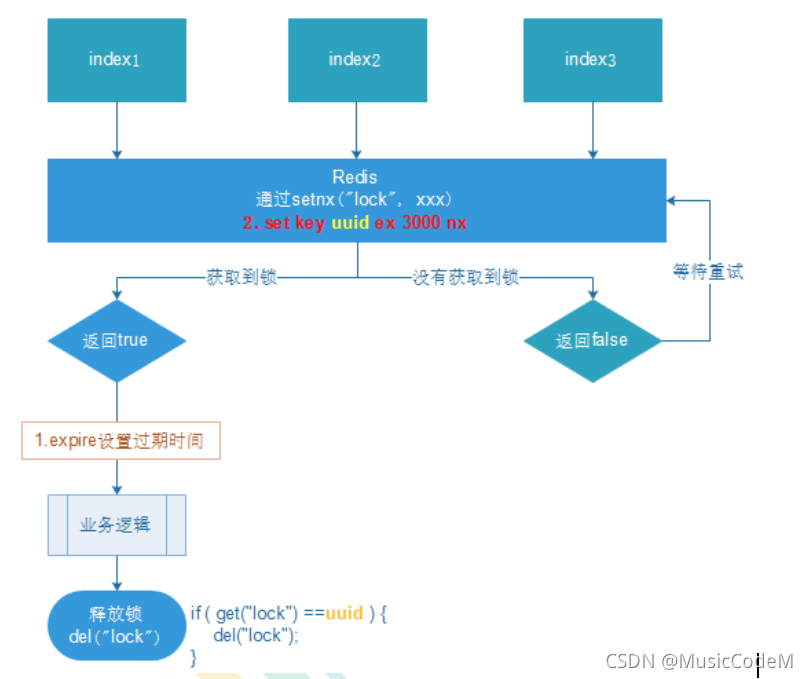 index1
index2
index3
Redis
通过setnx("lock", xxx)
2. set key uuid ex 3000 nx
获取到锁
没有获取到锁
等待重试
返回true
返回false
1.expire设置过期时间
业务逻辑
释放锁
del("lock")
if ( get("lock") ==uuid ) {
del("lock");
}
CSDN @MusicCodeM